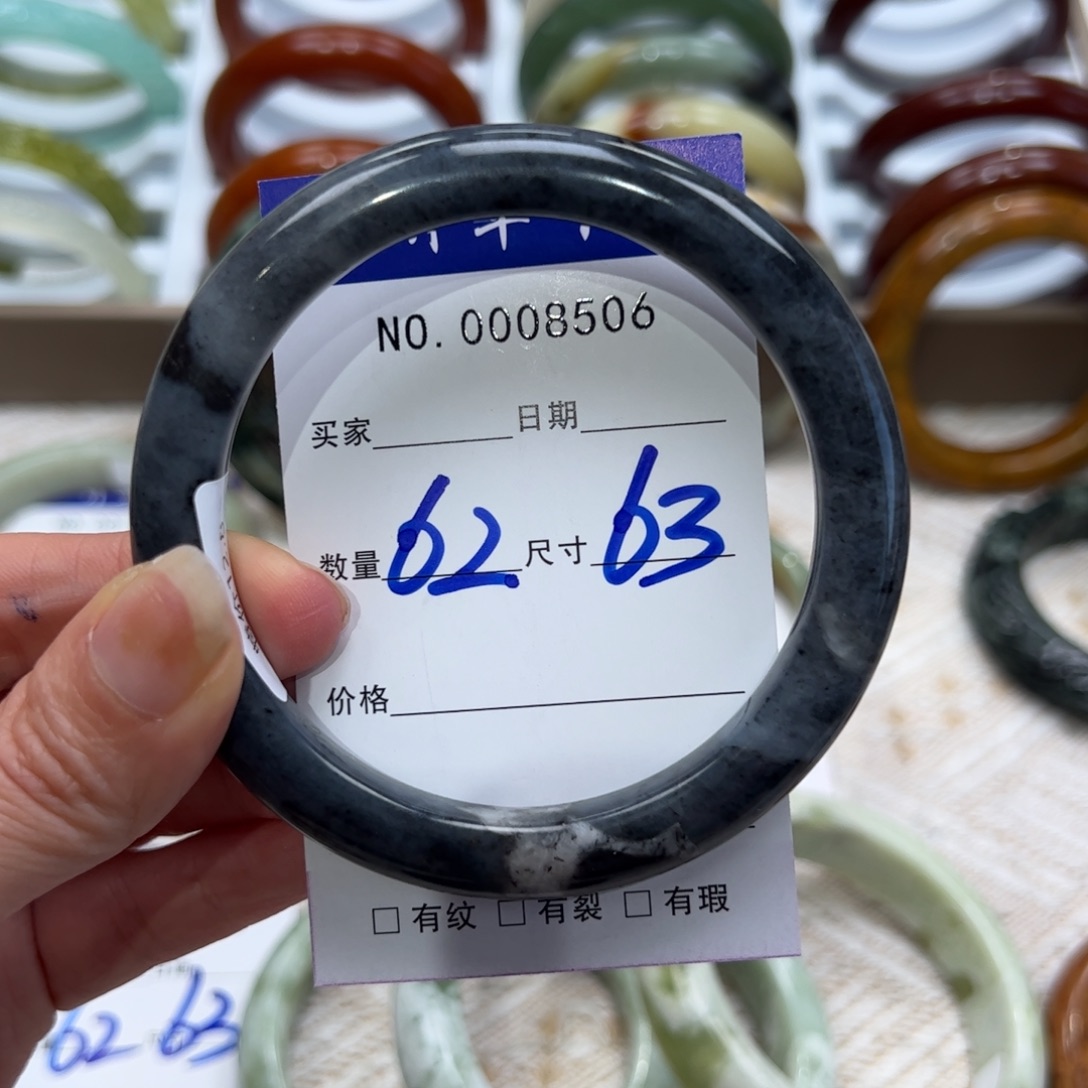 NO. 0008506
买家 日期
数量 62 尺寸 63
价格
□ 有纹 □ 有裂 □ 有瑕
62 63